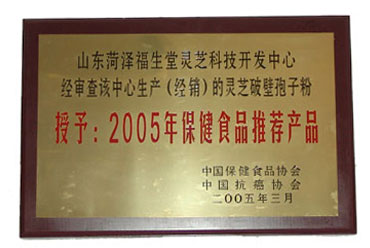 山东菏泽福生堂灵芝科技开发中心
经审查该中心生产(经销)的灵芝破壁孢子粉
授予:2005年保健食品推荐产品
中国保健食品协会
中国抗癌协会
二〇〇五年三月